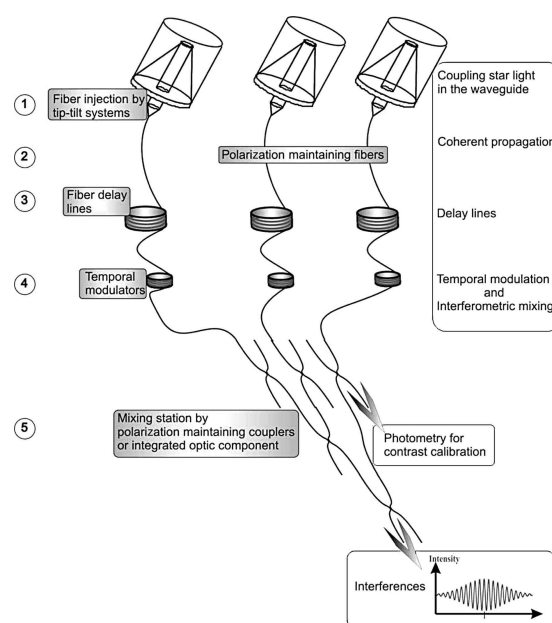 Coupling star light
in the waveguide
1
Fiber injection by
tip-tilt systems
2
Polarization maintaining fibers
Coherent propagation
3
Fiber delay
lines
Delay lines
4
Temporal
modulators
Temporal modulation
and
Interferometric mixing
5
Mixing station by
polarization maintaining couplers
or integrated optic component
Photometry for
contrast calibration
Interferences
Intensity